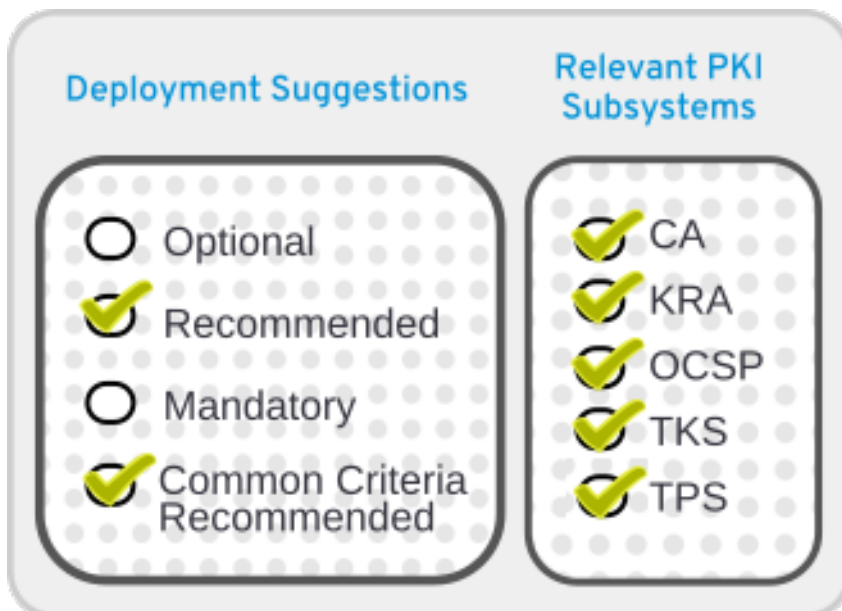 Deployment Suggestions
Optional
Recommended
Mandatory
Common Criteria
Recommended
Relevant PKI
Subsystems
CA
KRA
OCSP
TKS
TPS